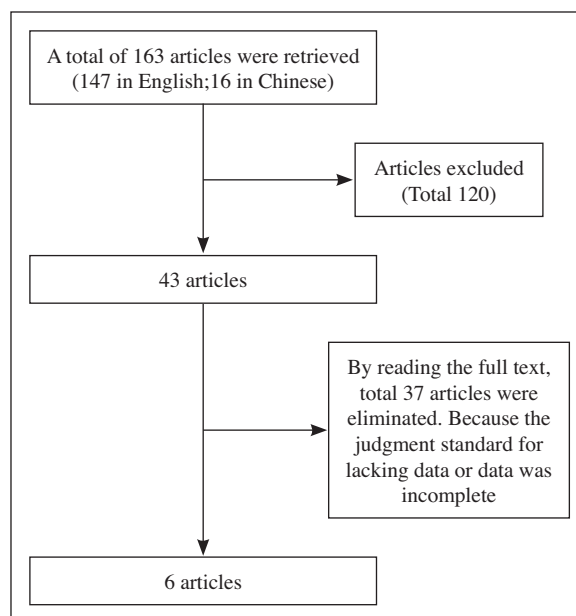 A total of 163 articles were retrieved
(147 in English;16 in Chinese)
Articles excluded
(Total 120)
43 articles
By reading the full text,
total 37 articles were
eliminated. Because the
judgment standard for
lacking data or data was
incomplete
6 articles